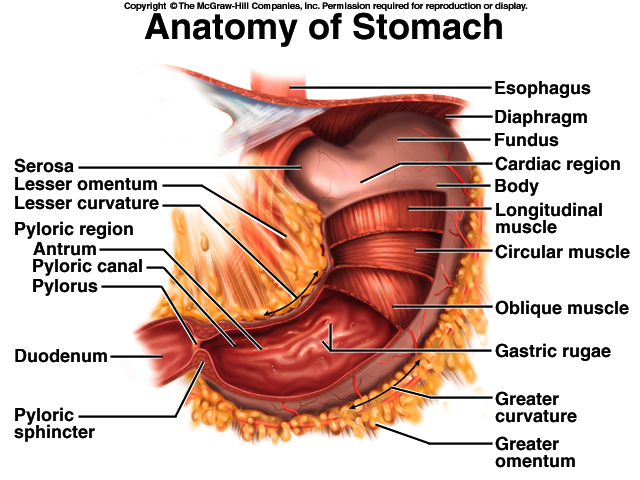 Copyright © The McGraw-Hill Companies, Inc. Permission required for reproduction or display.
Anatomy of Stomach
Esophagus
Diaphragm
Fundus
Cardiac region
Body
Longitudinal
muscle
Circular muscle
Oblique muscle
Gastric rugae
Greater
curvature
Greater
omentum
Serosa
Lesser omentum
Lesser curvature
Pyloric region
Antrum
Pyloric canal
Pylorus
Duodenum
Pyloric
sphincter